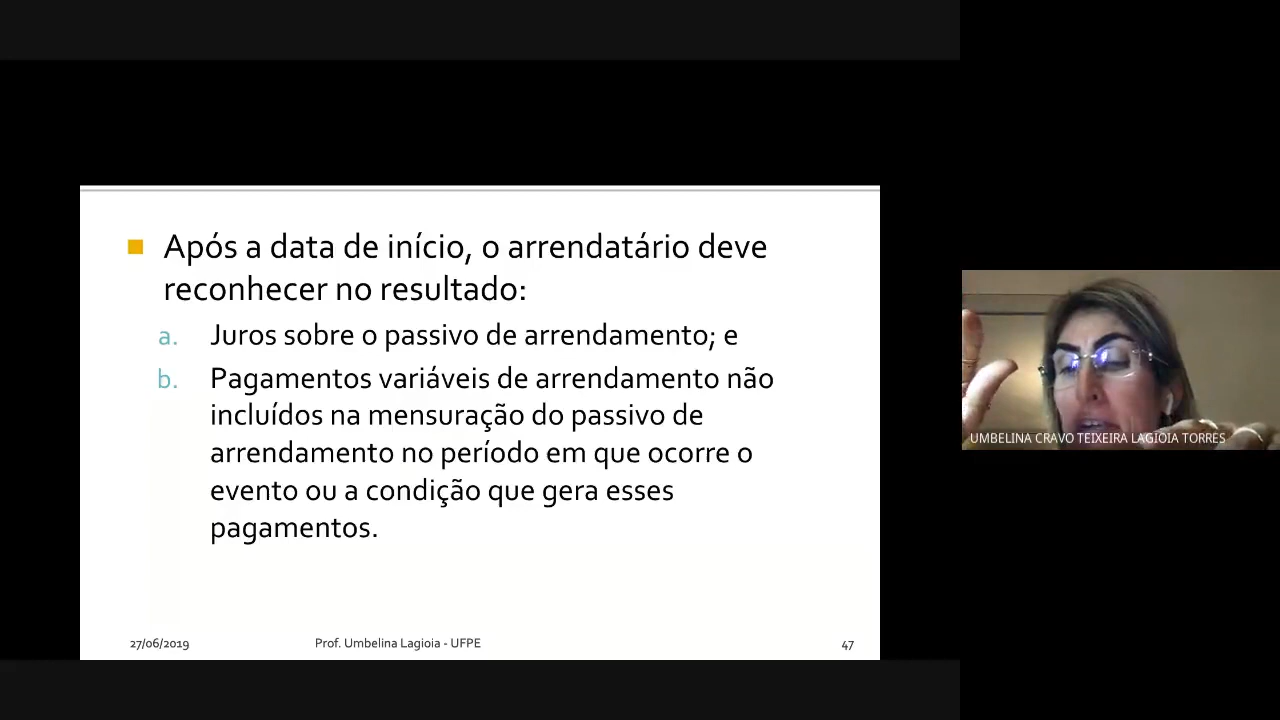 Após a data de início, o arrendatário deve
reconhecer no resultado:
a. Juros sobre o passivo de arrendamento; e
b. Pagamentos variáveis de arrendamento não
incluídos na mensuração do passivo de
arrendamento no período em que ocorre o
evento ou a condição que gera esses
pagamentos.
27/06/2019 Prof. Umbelina Lagioia - UFPE 47
UMBELINA CRAVO TEIXEIRA LAGIOIA TORRES